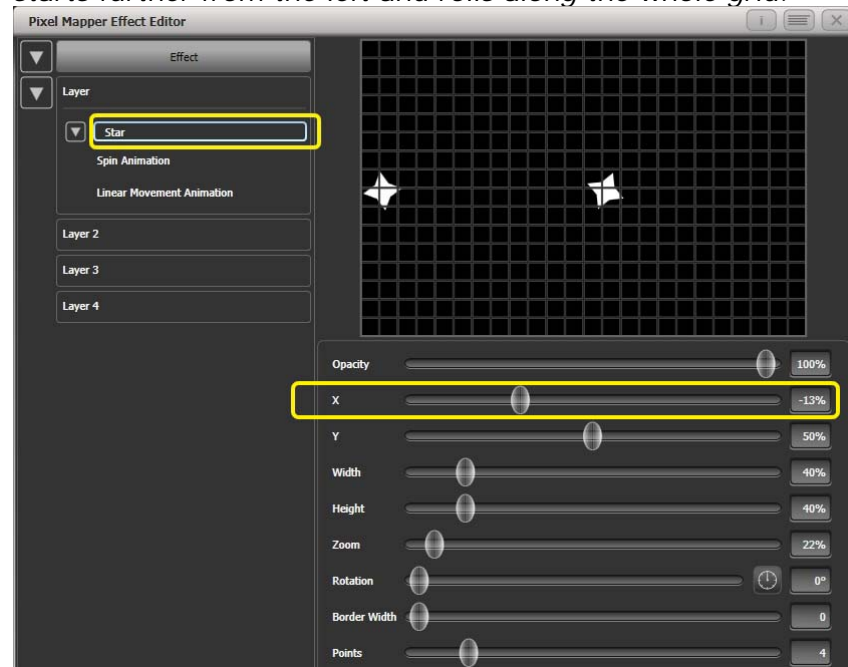 starts further from the left and rolls along the whole grid.
Pixel Mapper Effect Editor
i
Effect
Layer
Star
Spin Animation
Linear Movement Animation
Layer 2
Layer 3
Layer 4
Opacity 100%
X -13%
Y 50%
Width 40%
Height 40%
Zoom 22%
Rotation 0°
Border Width 0
Points 4